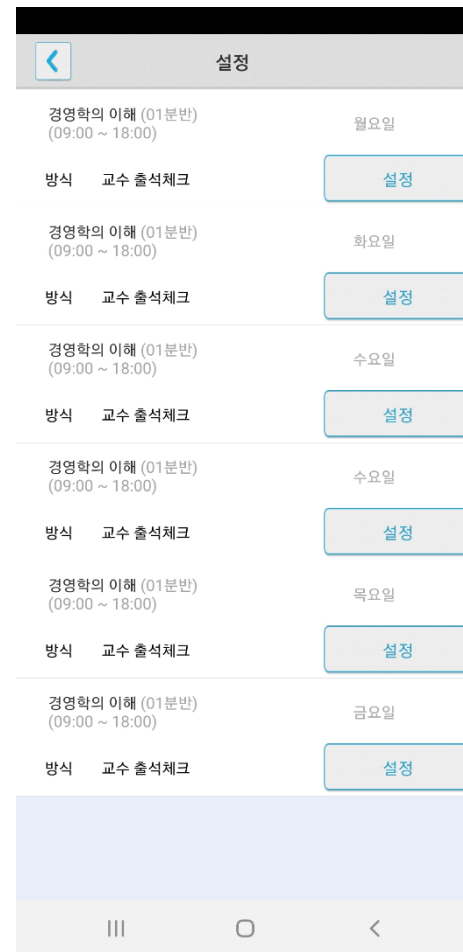 설정
경영학의 이해 (01분반)
(09:00 ~ 18:00)
월요일
방식 교수 출석체크
설정
경영학의 이해 (01분반)
(09:00 ~ 18:00)
화요일
방식 교수 출석체크
설정
경영학의 이해 (01분반)
(09:00 ~ 18:00)
수요일
방식 교수 출석체크
설정
경영학의 이해 (01분반)
(09:00 ~ 18:00)
수요일
방식 교수 출석체크
설정
경영학의 이해 (01분반)
(09:00 ~ 18:00)
목요일
방식 교수 출석체크
설정
경영학의 이해 (01분반)
(09:00 ~ 18:00)
금요일
방식 교수 출석체크
설정